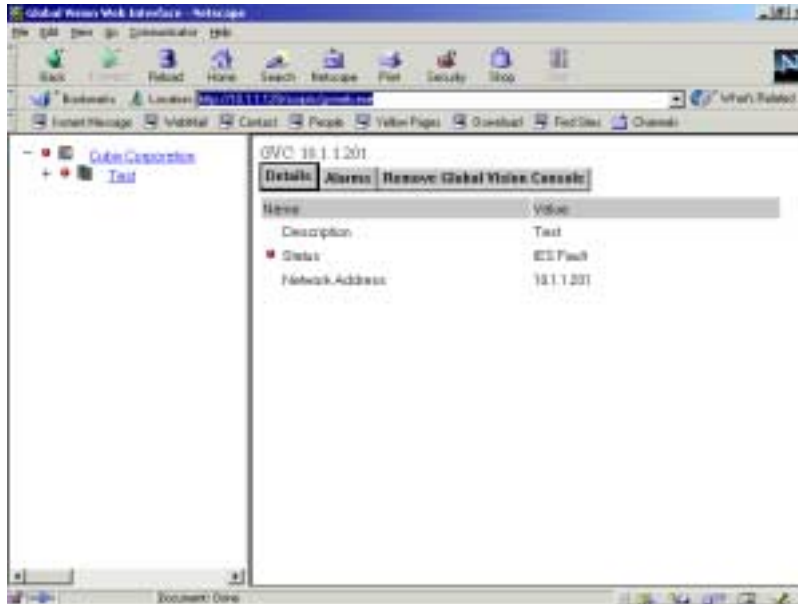 Global Vision Web Interface - Netscape
File Edit View Go Communicator Help
Back Reload Home Search Netscape Print Security Stop
Bookmarks Location What's Related
Instant Message WebMail Contact People Yellow Pages Download Find Sites Channels
Cubix Corporation
Test
GVC: 10.1.1.201
Details Alarms Remove Global Vision Console
Name Value
Description Test
Status IES Fault
Network Address 10.1.1.201
Document: Done